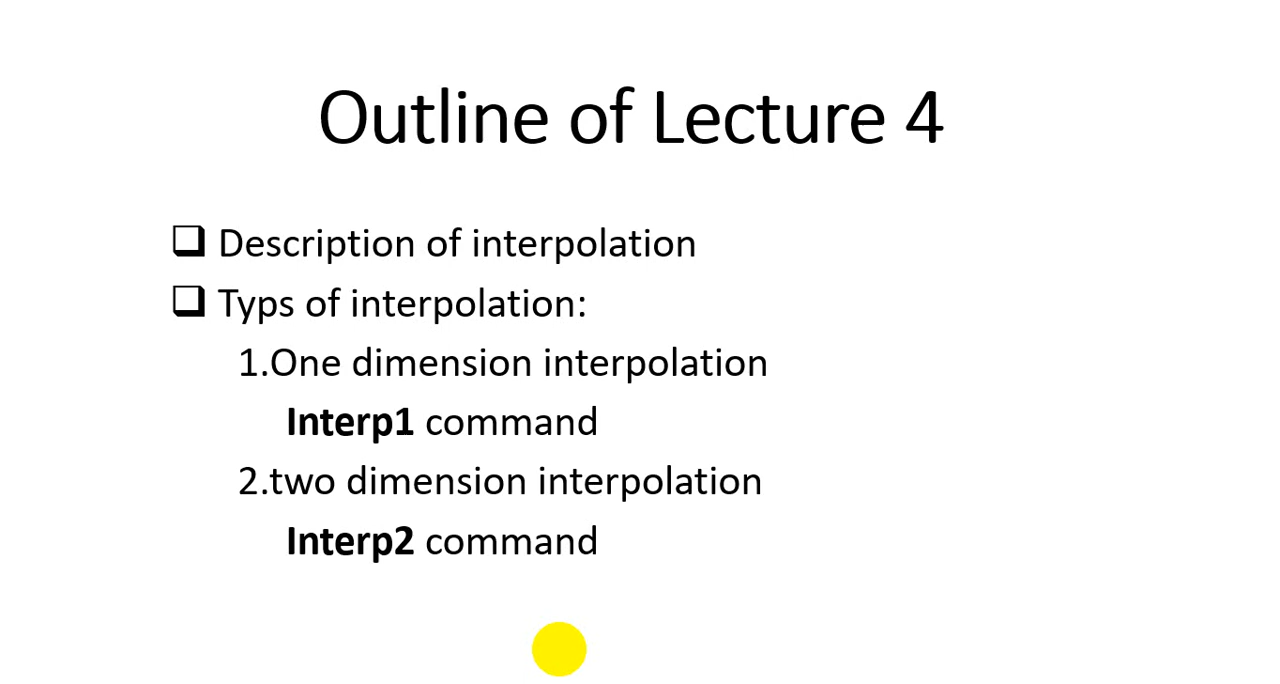 Outline of Lecture 4
Description of interpolation
Typs of interpolation:
1.One dimension interpolation
Interp1 command
2.two dimension interpolation
Interp2 command